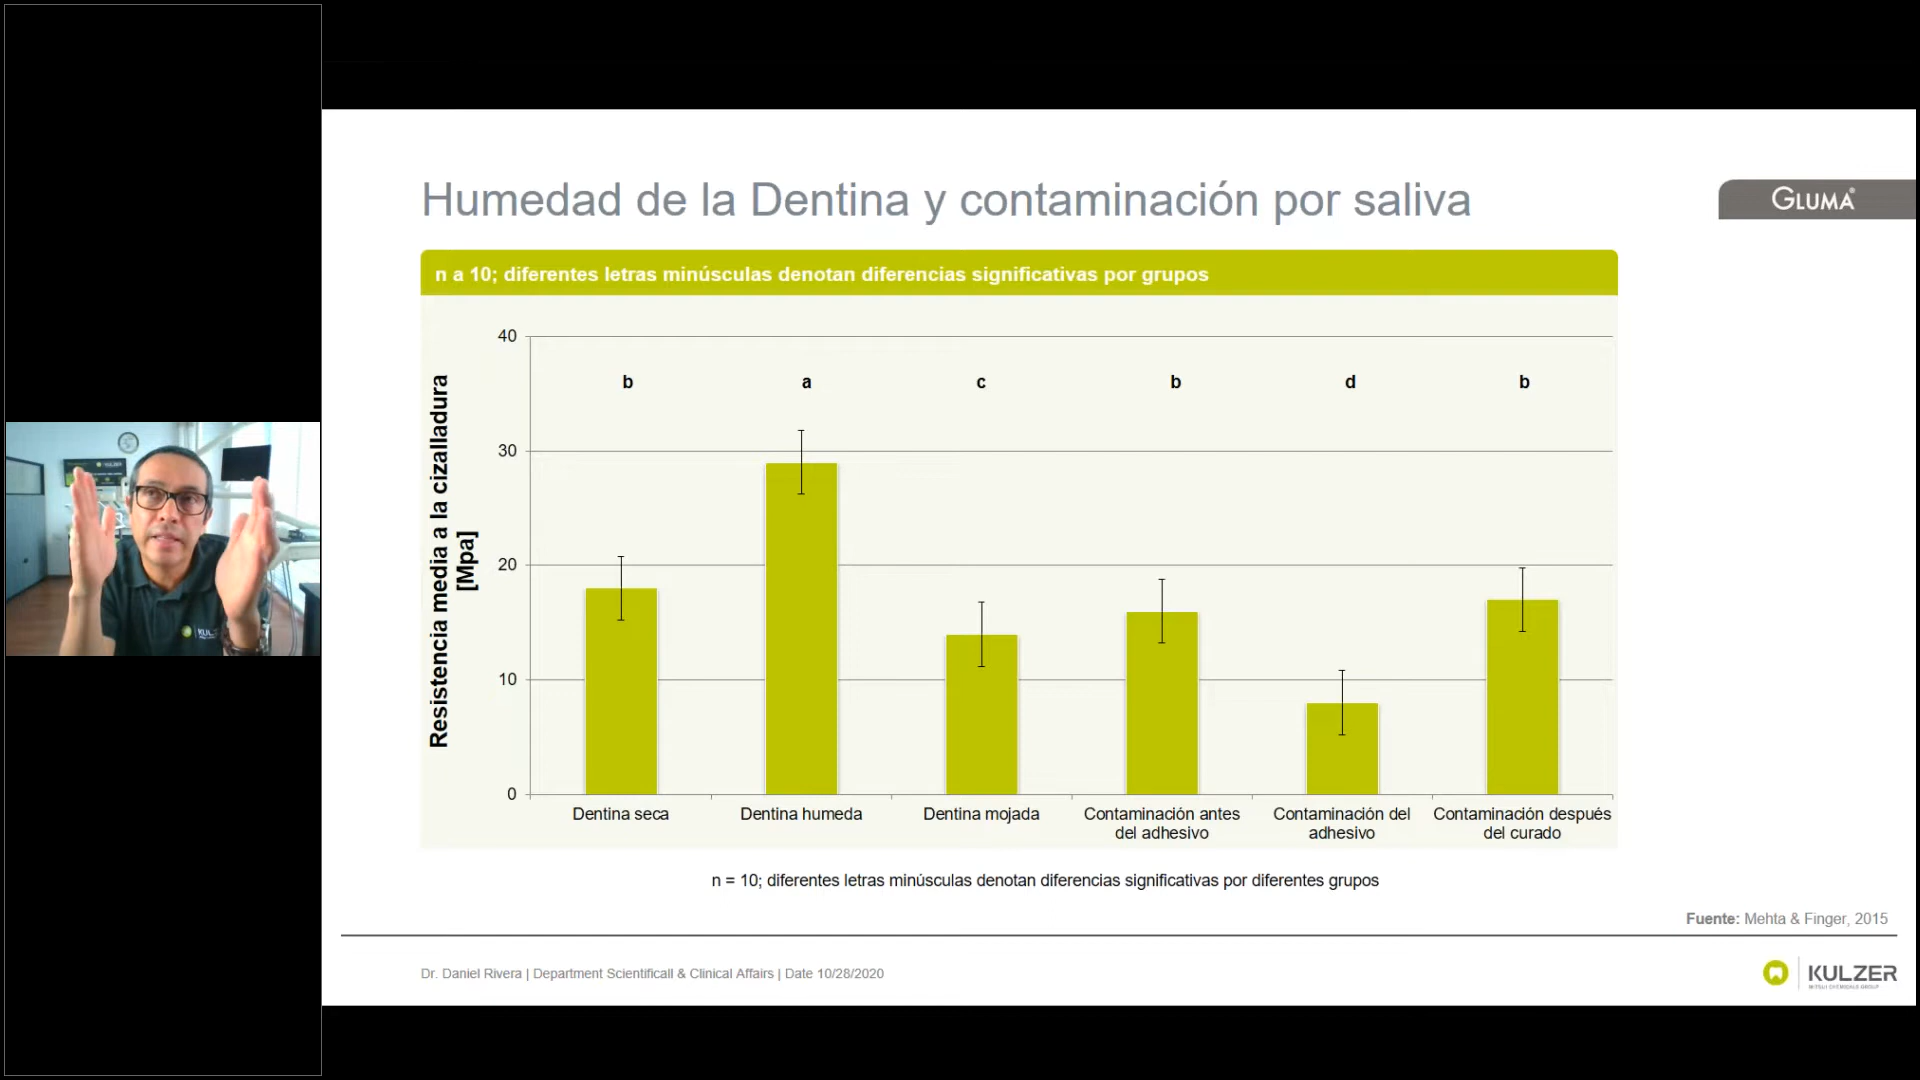 Humedad de la Dentina y contaminación por saliva
GLUMA®
n a 10; diferentes letras minúsculas denotan diferencias significativas por grupos
Resistencia media a la cizalladura
[Mpa]
40
30
20
10
0
b
a
c
b
d
b
Dentina seca
Dentina humeda
Dentina mojada
Contaminación antes
del adhesivo
Contaminación del
adhesivo
Contaminación después
del curado
n = 10; diferentes letras minúsculas denotan diferencias significativas por diferentes grupos
Fuente: Mehta & Finger, 2015
Dr. Daniel Rivera | Department Scientificall & Clinical Affairs | Date 10/28/2020
KULZER
MITSUI CHEMICALS GROUP